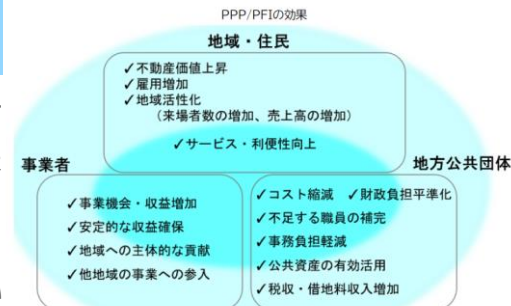 PPP/PFIの効果
地域・住民
✓不動産価値上昇
✓雇用増加
✓地域活性化
（来場者数の増加、売上高の増加）
✓サービス・利便性向上
事業者
✓事業機会・収益増加
✓安定的な収益確保
✓地域への主体的な貢献
✓他地域の事業への参入
地方公共団体
✓コスト縮減 ✓財政負担平準化
✓不足する職員の補完
✓事務負担軽減
✓公共資産の有効活用
✓税収・借地料収入増加